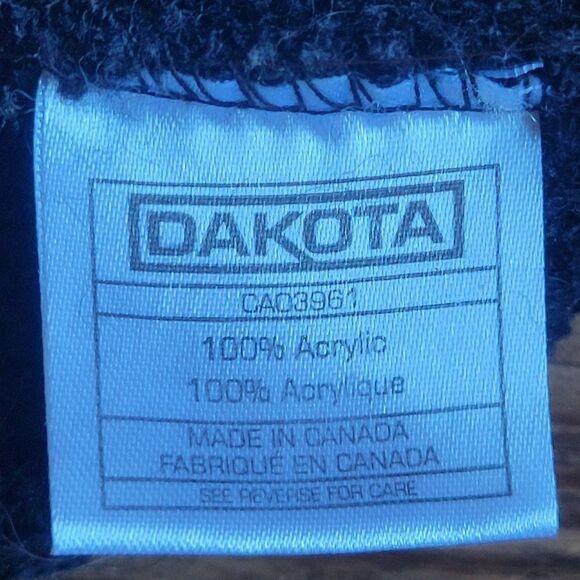 DAKOTA
CA03961
100% Acrylic
100% Acrylique
MADE IN CANADA
FABRIQUÉ EN CANADA
SEE REVERSE FOR CARE